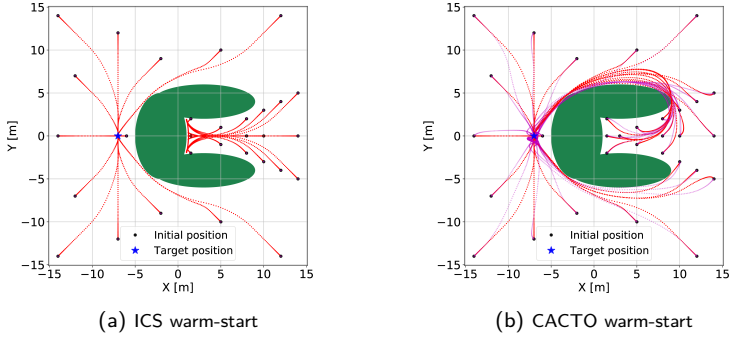 15
10
5
0
−5
−10
−15
Y [m]
−15 −10 −5 0 5 10 15
X [m]
Initial position
Target position
(a) ICS warm-start
15
10
5
0
−5
−10
−15
Y [m]
−15 −10 −5 0 5 10 15
X [m]
Initial position
Target position
(b) CACTO warm-start